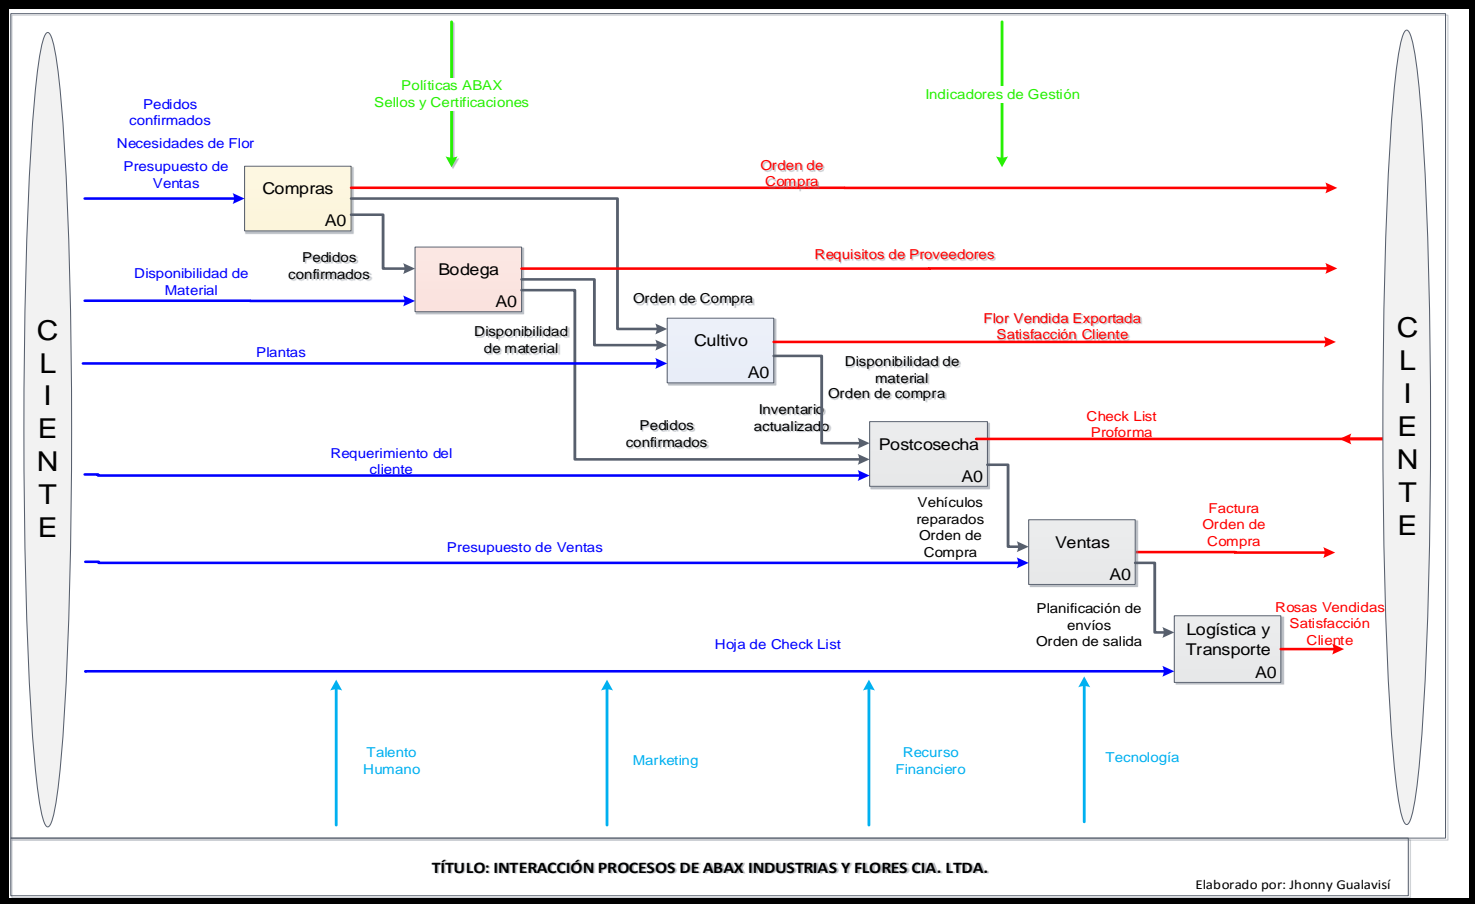 Políticas ABAX
Sellos y Certificaciones
Indicadores de Gestión
Pedidos
confirmados
Necesidades de Flor
Presupuesto de
Ventas
Compras
A0
Orden de
Compra
Pedidos
confirmados
Disponibilidad de
Material
Bodega
A0
Requisitos de Proveedores
Orden de Compra
Disponibilidad
de material
Plantas
Cultivo
A0
Flor Vendida Exportada
Satisfacción Cliente
Disponibilidad de
material
Orden de compra
Inventario
actualizado
Pedidos
confirmados
Requerimiento del
cliente
Postcosecha
A0
Check List
Proforma
Vehículos
reparados
Orden de
Compra
Presupuesto de Ventas
Ventas
A0
Factura
Orden de
Compra
Planificación de
envíos
Orden de salida
Hoja de Check List
Logística y
Transporte
A0
Rosas Vendidas
Satisfacción
Cliente
C
L
I
E
N
T
E
C
L
I
E
N
T
E
Talento
Humano
Marketing
Recurso
Financiero
Tecnología
TÍTULO: INTERACCIÓN PROCESOS DE ABAX INDUSTRIAS Y FLORES CIA. LTDA.
Elaborado por: Jhonny Gualavisí